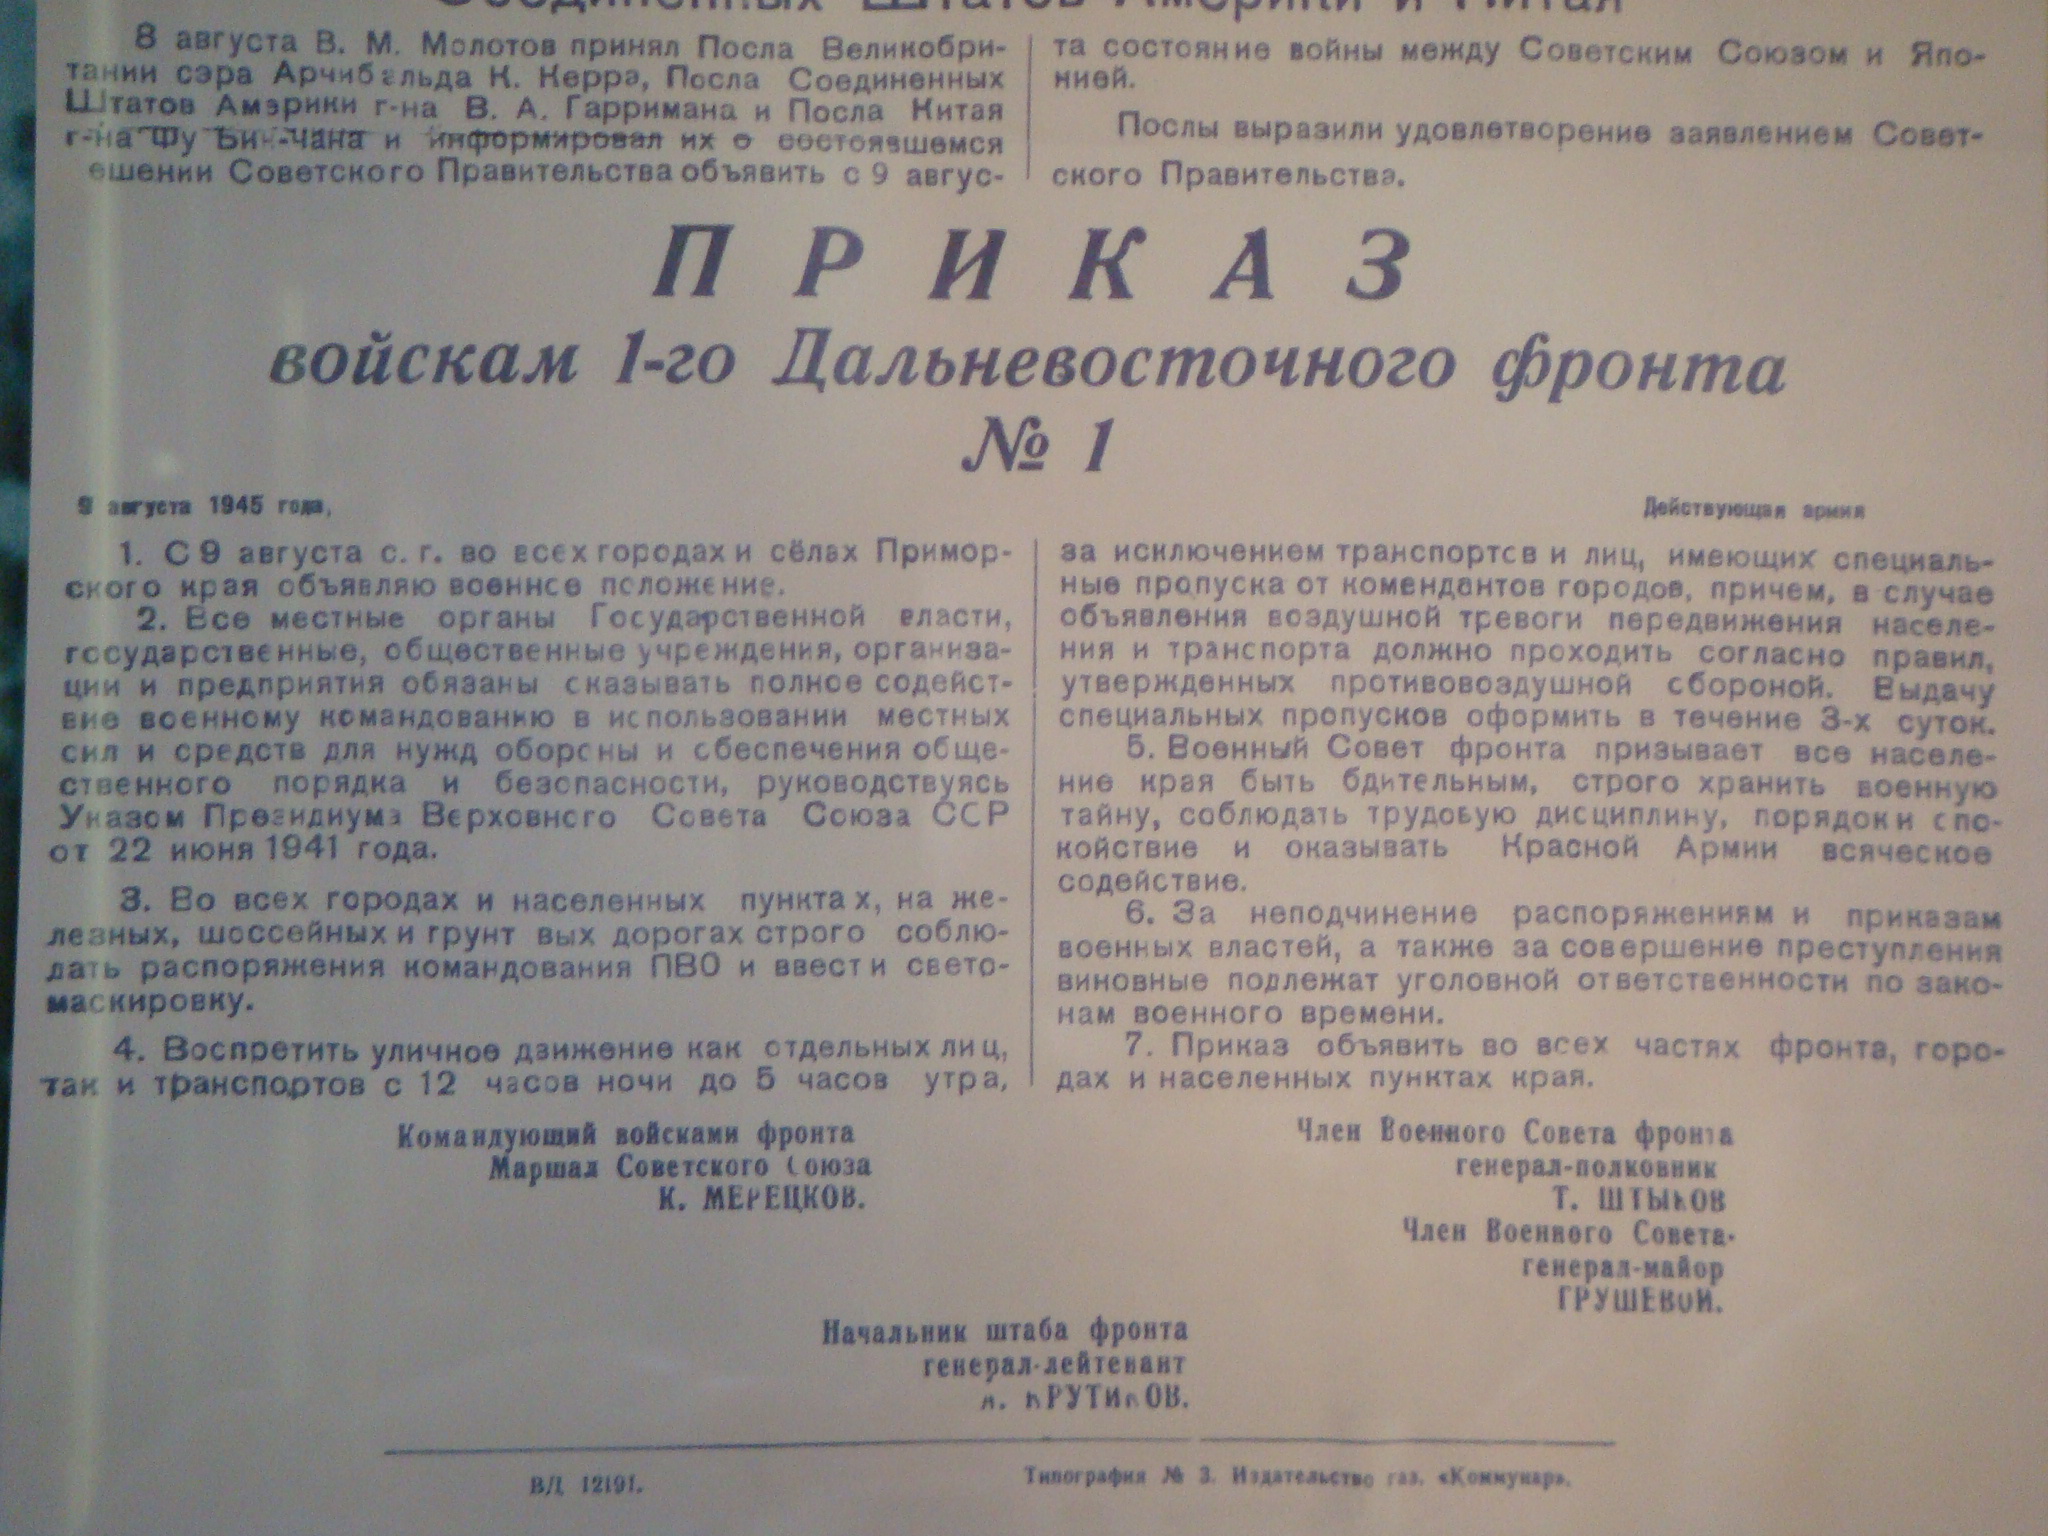 Соединенных Штатов Америки и Китая
8 августа В. М. Молотов принял Посла Великобри-
тании сэра Арчибальда К. Керра, Посла Соединенных
Штатов Америки г-на В. А. Гарримана и Посла Китая
г-на Фу Бин-чана и информировал их о состоявшемся
ешении Советского Правительства объявить с 9 авгус-
та состояние войны между Советским Союзом и Япо-
нией.
Послы выразили удовлетворение заявлением Совет-
ского Правительства.
ПРИКАЗ
войскам 1-го Дальневосточного фронта
№ 1
9 августа 1945 года,
Действующая армия
1. С 9 августа с. г. во всех городах и сёлах Примор-
ского края объявляю военное положение.
2. Все местные органы Государственной власти,
государственные, общественные учреждения, организа-
ции и предприятия обязаны оказывать полное содейст-
вие военному командованию в использовании местных
сил и средств для нужд обороны и обеспечения обще-
ственного порядка и безопасности, руководствуясь
Указом Президиума Верховного Совета Союза ССР
от 22 июня 1941 года.
3. Во всех городах и населенных пунктах, на же-
лезных, шоссейных и грунт вых дорогах строго соблю-
дать распоряжения командования ПВО и ввести свето-
маскировку.
4. Воспретить уличное движение как отдельных лиц,
так и транспортов с 12 часов ночи до 5 часов утра,
за исключением транспортов и лиц, имеющих специаль-
ные пропуска от комендантов городов, причем, в случае
объявления воздушной тревоги передвижения населе-
ния и транспорта должно проходить согласно правил,
утвержденных противовоздушной обороной. Выдачу
специальных пропусков оформить в течение 3-х суток.
5. Военный Совет фронта призывает все населе-
ние края быть бдительным, строго хранить военную
тайну, соблюдать трудовую дисциплину, порядок и спо-
койствие и оказывать Красной Армии всяческое
содействие.
6. За неподчинение распоряжениям и приказам
военных властей, а также за совершение преступления
виновные подлежат уголовной ответственности по зако-
нам военного времени.
7. Приказ объявить во всех частях фронта, горо-
дах и населенных пунктах края.
Командующий войсками фронта
Маршал Советского Союза
К. МЕРЕЦКОВ.
Член Военного Совета фронта
генерал-полковник
Т. ШТЫКОВ
Член Военного Совета-
генерал-майор
ГРУШЕВОЙ.
Начальник штаба фронта
генерал-лейтенант
А. КРУТИКОВ.
ВД 12191.
Типография № 3. Издательство газ. «Коммунар».